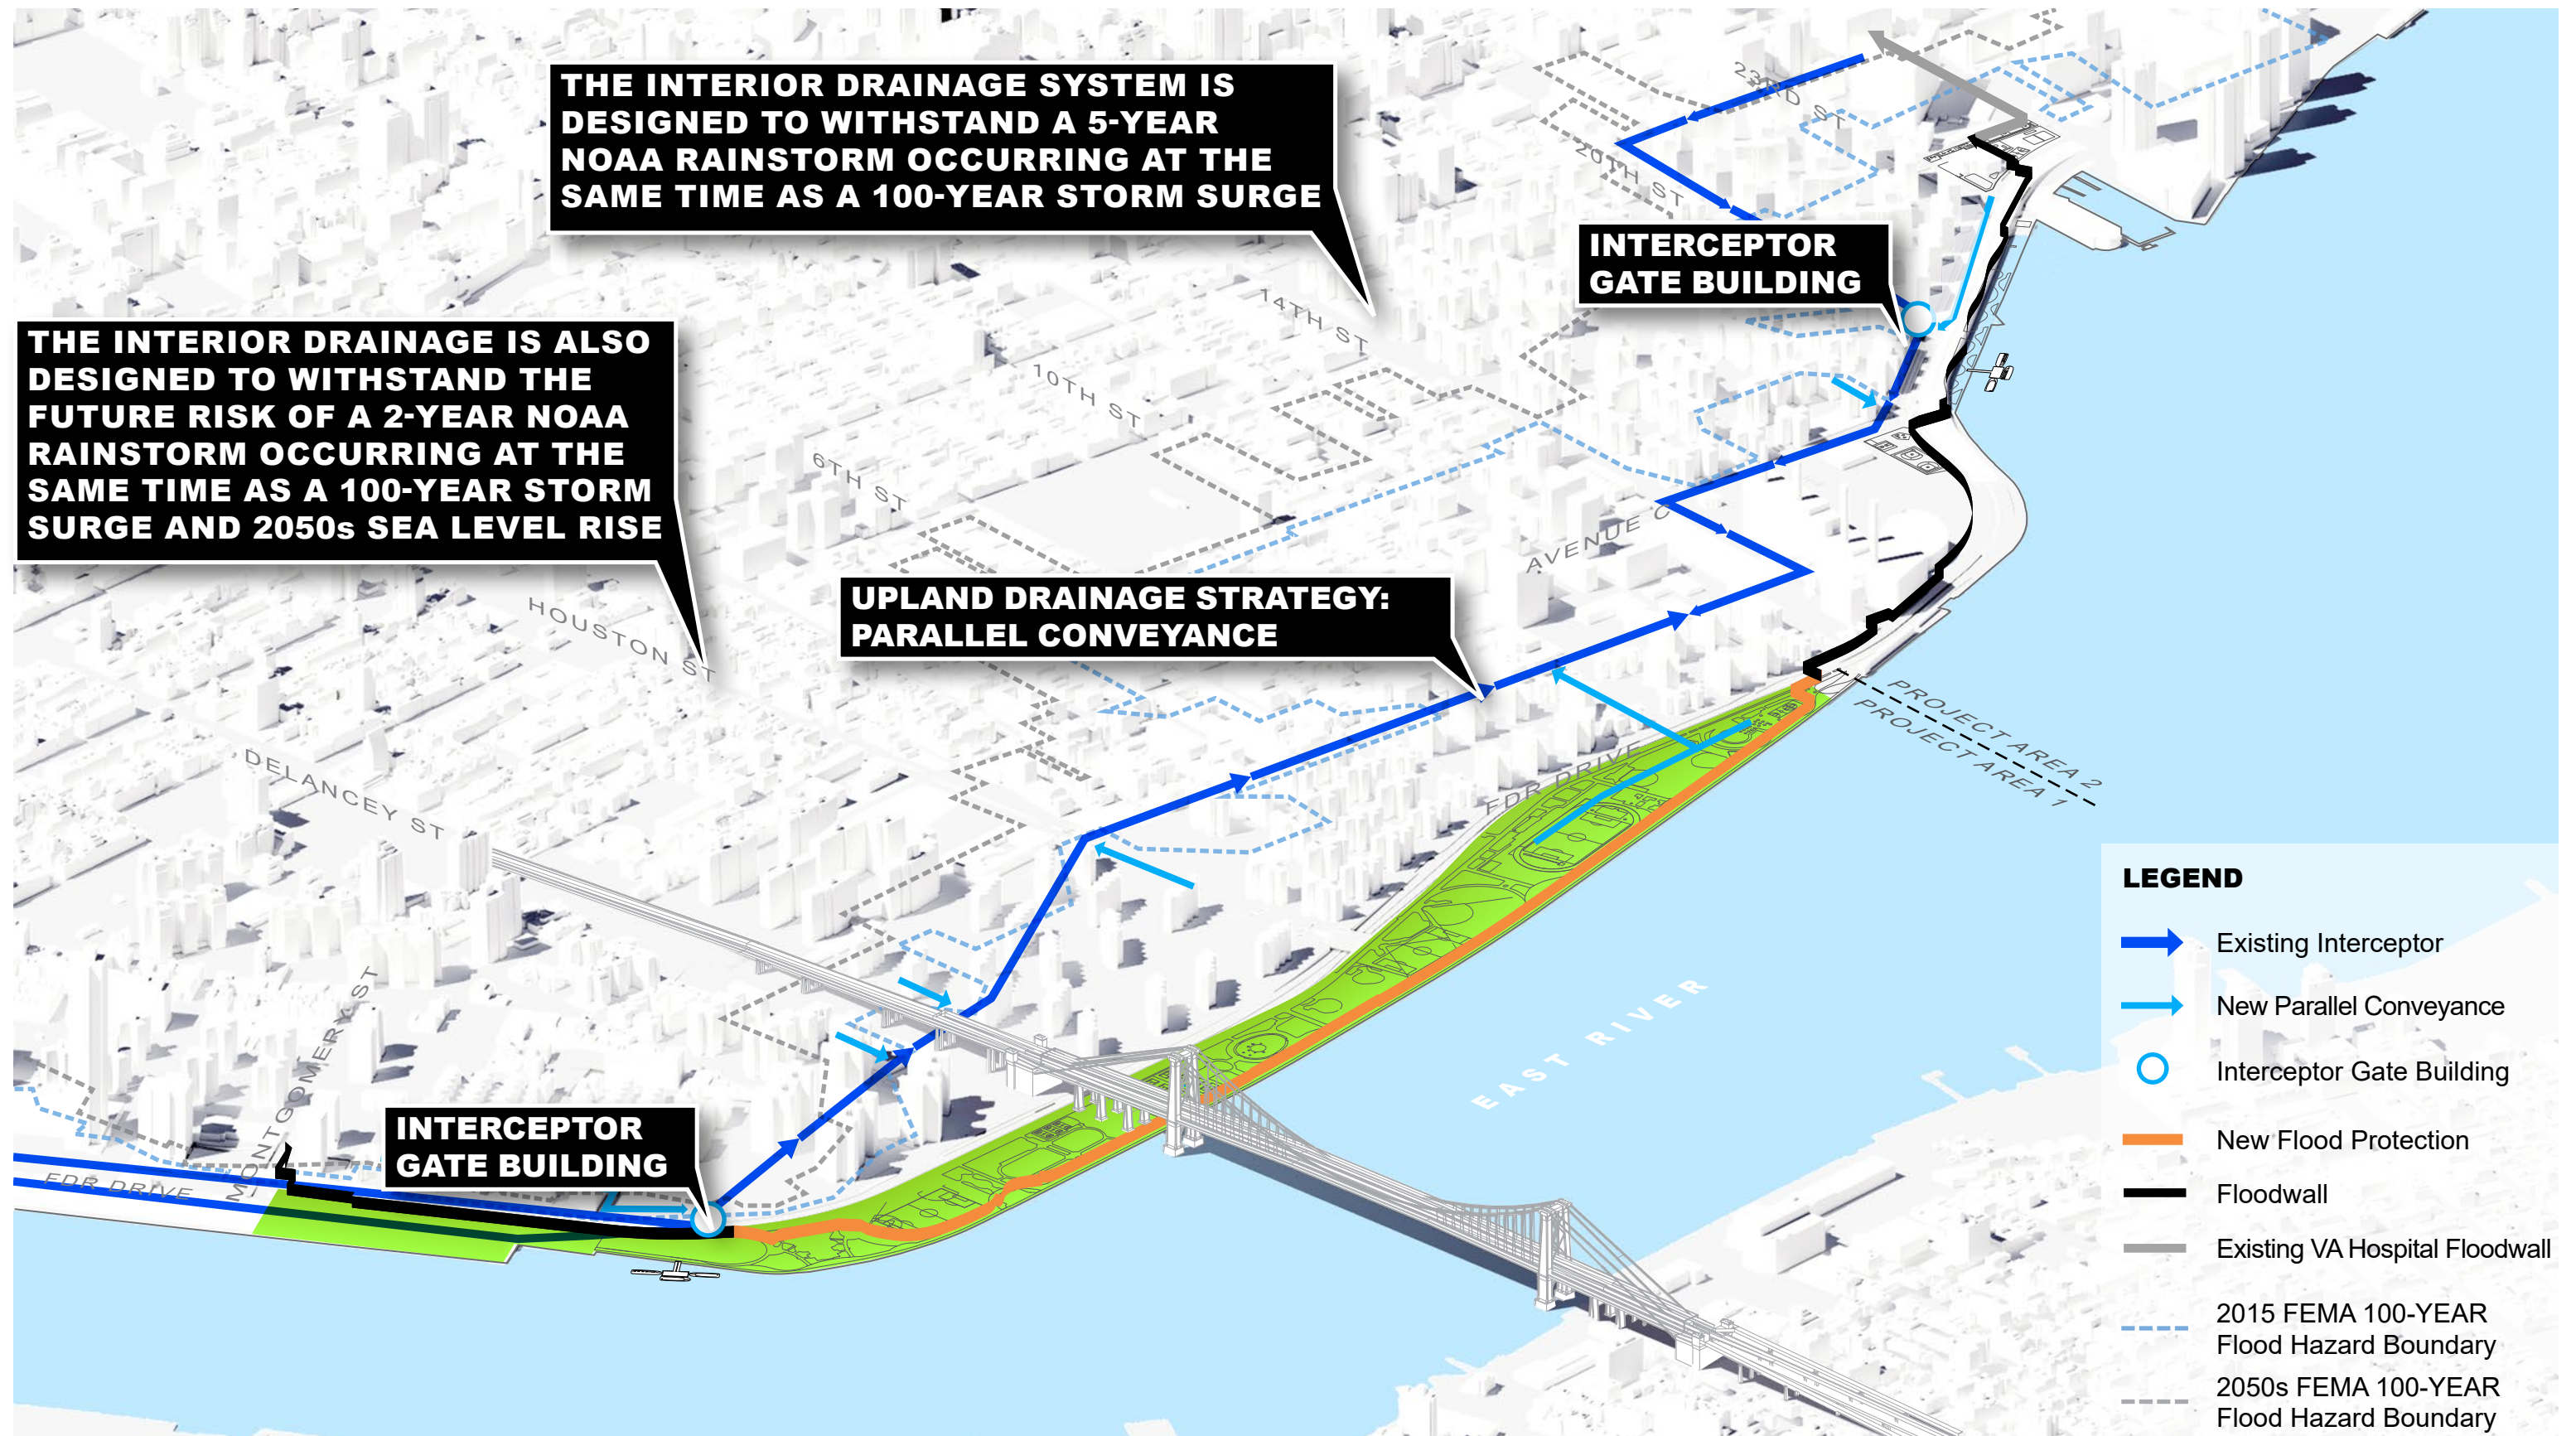 THE INTERIOR DRAINAGE SYSTEM IS
DESIGNED TO WITHSTAND A 5-YEAR
NOAA RAINSTORM OCCURRING AT THE
SAME TIME AS A 100-YEAR STORM SURGE
23RD ST
20TH ST
INTERCEPTOR
GATE BUILDING
14TH ST
THE INTERIOR DRAINAGE IS ALSO
DESIGNED TO WITHSTAND THE
FUTURE RISK OF A 2-YEAR NOAA
RAINSTORM OCCURRING AT THE
SAME TIME AS A 100-YEAR STORM
SURGE AND 2050s SEA LEVEL RISE
10TH ST
6TH ST
AVENUE C
UPLAND DRAINAGE STRATEGY:
PARALLEL CONVEYANCE
HOUSTON ST
PROJECT AREA 2
PROJECT AREA 1
DELANCEY ST
FDR DRIVE
MONTGOMERY ST
EAST RIVER
INTERCEPTOR
GATE BUILDING
FDR DRIVE
LEGEND
Existing Interceptor
New Parallel Conveyance
Interceptor Gate Building
New Flood Protection
Floodwall
Existing VA Hospital Floodwall
2015 FEMA 100-YEAR
Flood Hazard Boundary
2050s FEMA 100-YEAR
Flood Hazard Boundary